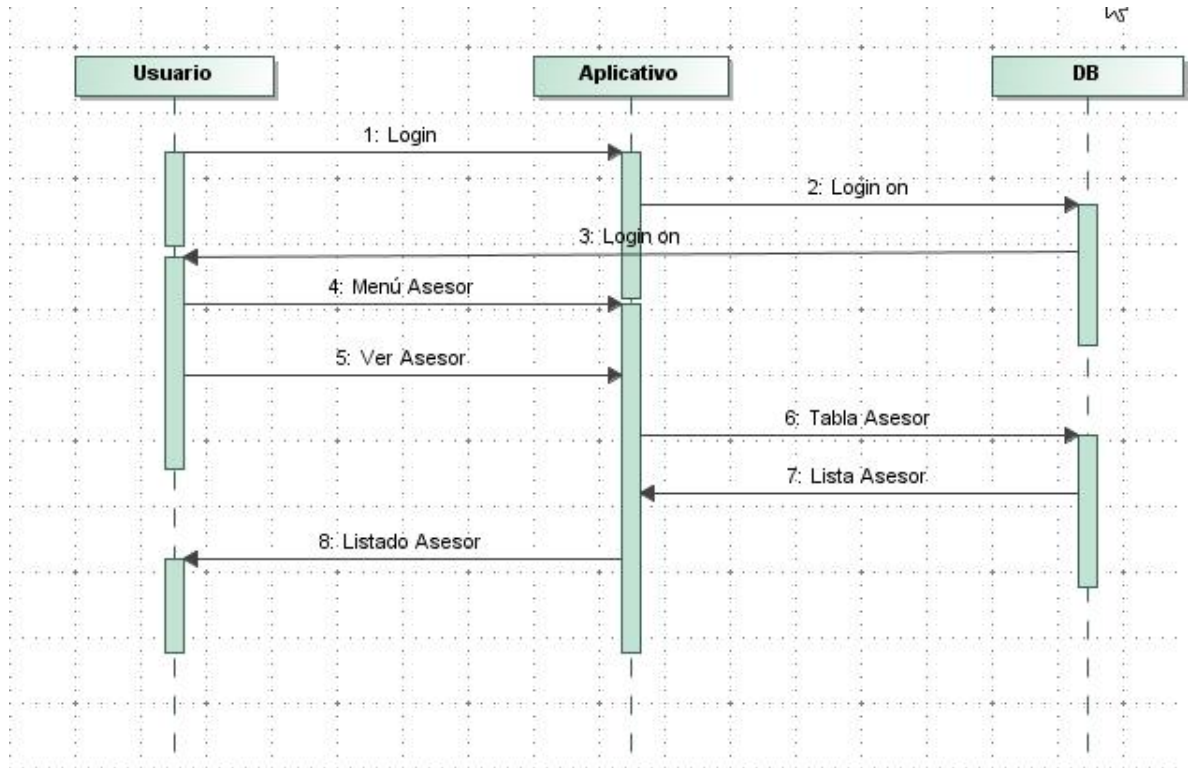 Usuario
Aplicativo
DB
1: Login
2: Login on
3: Login on
4: Menú Asesor
5: Ver Asesor
6: Tabla Asesor
7: Lista Asesor
8: Listado Asesor